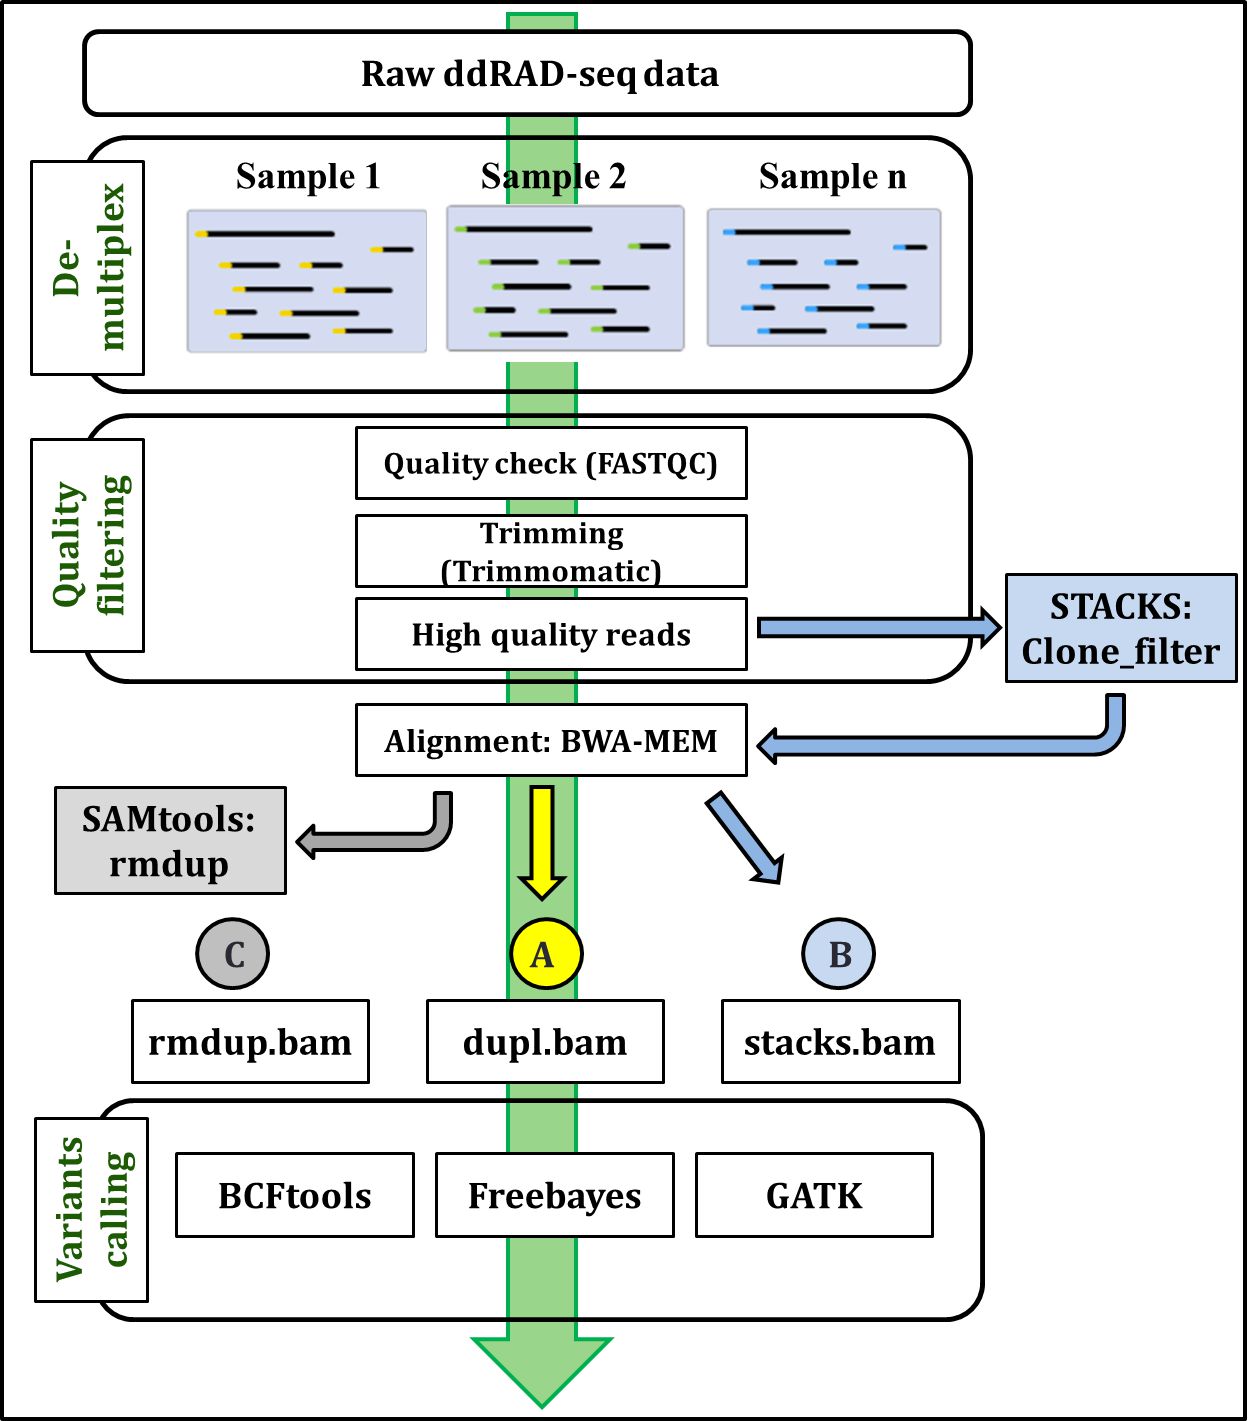 Raw ddRAD-seq data
De-
multiplex
Sample 1
Sample 2
Sample n
Quality
filtering
Quality check (FASTQC)
Trimming
(Trimmomatic)
High quality reads
STACKS:
Clone_filter
Alignment: BWA-MEM
SAMtools:
rmdup
C
A
B
rmdup.bam
dupl.bam
stacks.bam
Variants
calling
BCFtools
Freebayes
GATK